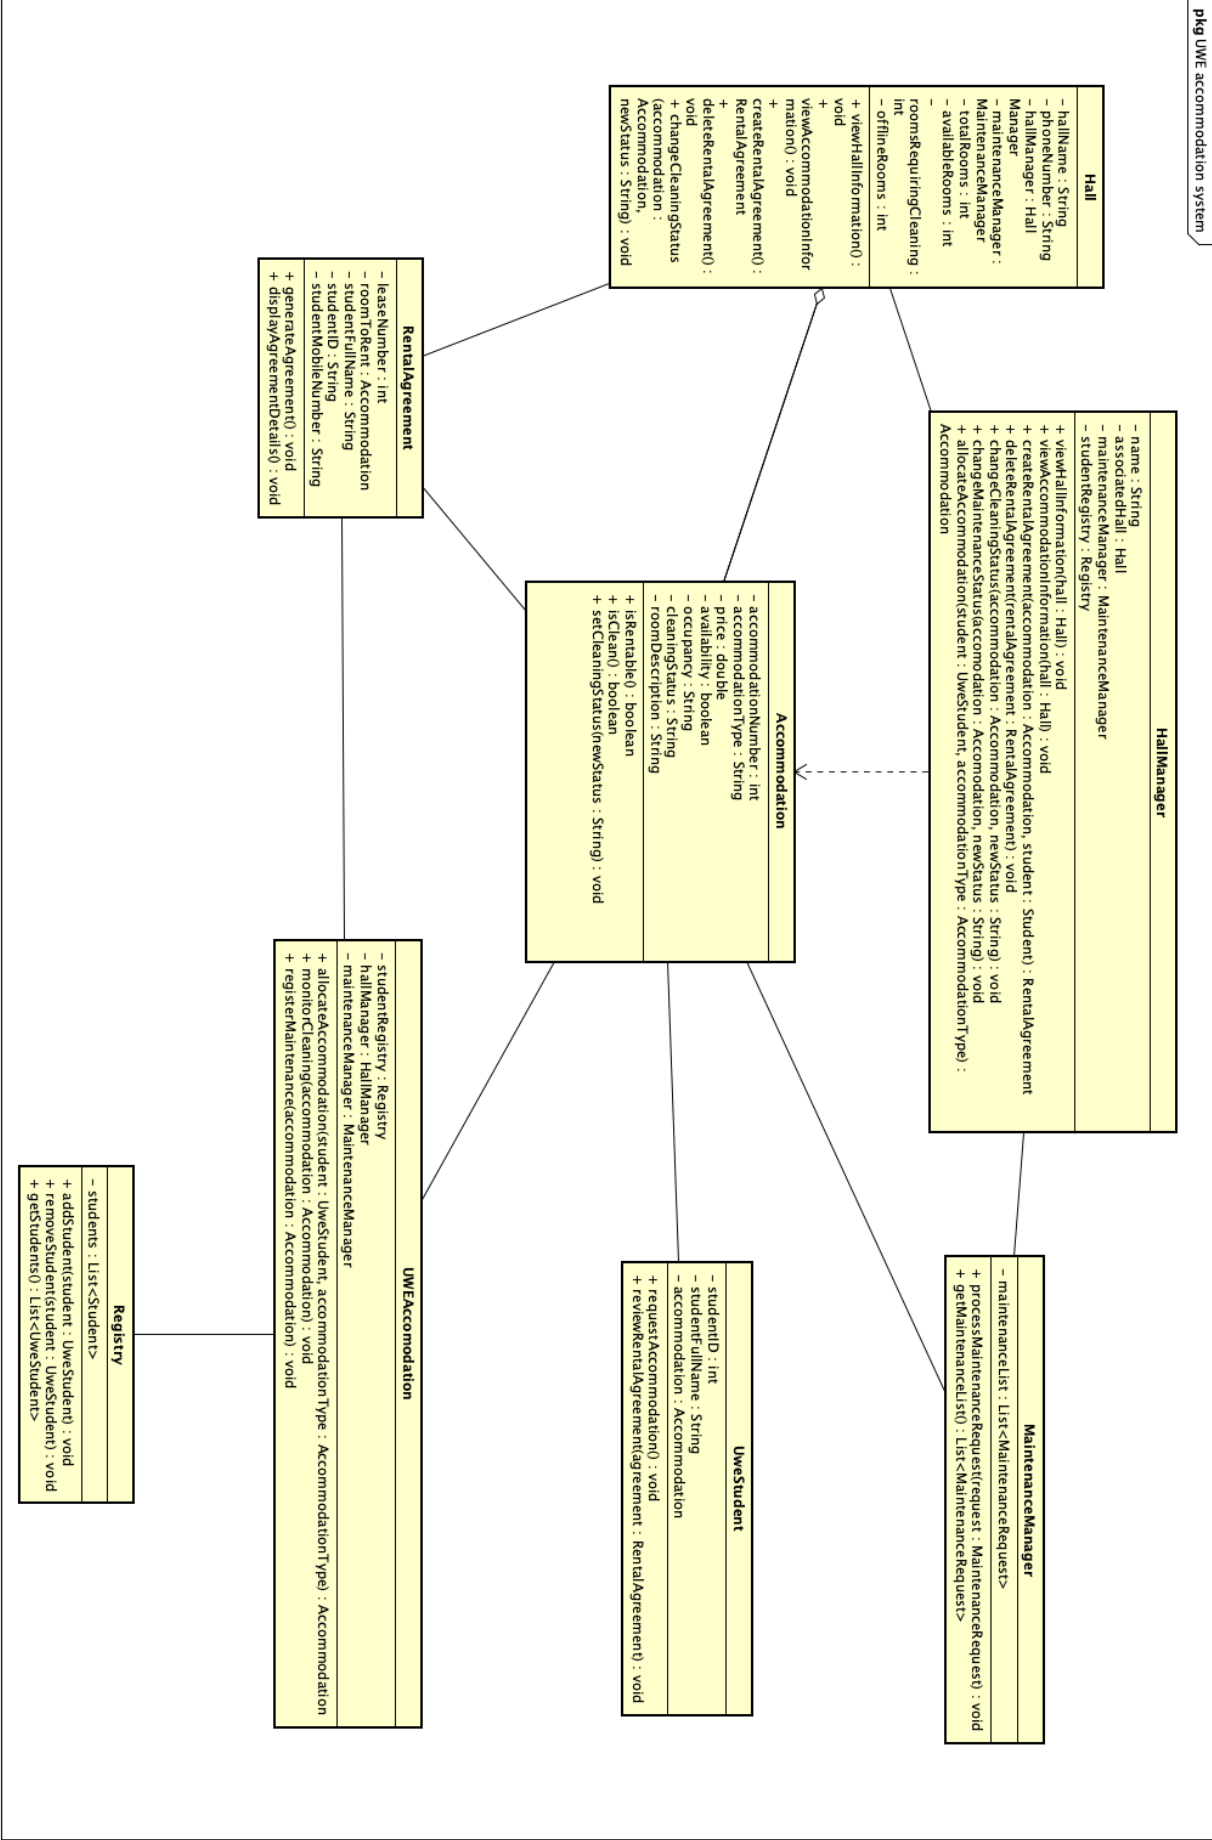 pkg UWE accommodation system
Hall
- hallName : String
- phoneNumber : String
- hallManager : Hall
Manager
- maintenanceManager :
MaintenanceManager
- totalRooms : int
- availableRooms : int
-
roomsRequiringCleaning :
int
- offlineRooms : int
+ viewHallInformation() :
void
+
viewAccommodationInfor
mation() : void
+
createRentalAgreement() :
RentalAgreement
+
deleteRentalAgreement() :
void
+ changeCleaningStatus
(accommodation :
Accommodation,
newStatus : String) : void
HallManager
- name : String
- associatedHall : Hall
- maintenanceManager : MaintenanceManager
- studentRegistry : Registry
+ viewHallInformation(hall : Hall) : void
+ viewAccommodationInformation(hall : Hall) : void
+ createRentalAgreement(accommodation : Accommodation, student : Student) : RentalAgreement
+ deleteRentalAgreement(rentalAgreement : RentalAgreement) : void
+ changeCleaningStatus(accommodation : Accommodation, newStatus : String) : void
+ changeMaintenanceStatus(accomodation : Accomodation, newStatus : String) : void
+ allocateAccommodation(student : UweStudent, accommodationType : AccommodationType) :
Accommodation
MaintenanceManager
- maintenanceList : List<MaintenanceRequest>
+ processMaintenanceRequest(request : MaintenanceRequest) : void
+ getMaintenanceList() : List<MaintenanceRequest>
Accommodation
- accommodationNumber : int
- accommodationType : String
- price : double
- availability : boolean
- occupancy : String
- cleaningStatus : String
- roomDescription : String
+ isRentable() : boolean
+ isClean() : boolean
+ setCleaningStatus(newStatus : String) : void
UweStudent
- studentID : int
- studentFullName : String
- accommodation : Accommodation
+ requestAccommodation() : void
+ reviewRentalAgreement(agreement : RentalAgreement) : void
RentalAgreement
- leaseNumber : int
- roomToRent : Accommodation
- studentFullName : String
- studentID : String
- studentMobileNumber : String
+ generateAgreement() : void
+ displayAgreementDetails() : void
UWEAccomodation
- studentRegistry : Registry
- hallManager : HallManager
- maintenanceManager : MaintenanceManager
+ allocateAccommodation(student : UweStudent, accommodationType : AccommodationType) : Accommodation
+ monitorCleaning(accommodation : Accommodation) : void
+ registerMaintenance(accommodation : Accommodation) : void
Registry
- students : List<Student>
+ addStudent(student : UweStudent) : void
+ removeStudent(student : UweStudent) : void
+ getStudents() : List<UweStudent>